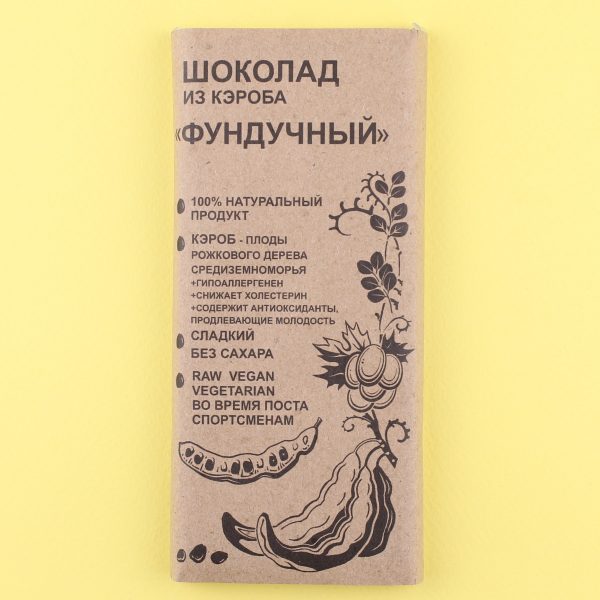 ШОКОЛАД
ИЗ КЭРОБА
«ФУНДУЧНЫЙ»
100% НАТУРАЛЬНЫЙ
ПРОДУКТ
КЭРОБ - ПЛОДЫ
РОЖКОВОГО ДЕРЕВА
СРЕДИЗЕМНОМОРЬЯ
+ГИПОАЛЛЕРГЕНЕН
+СНИЖАЕТ ХОЛЕСТЕРИН
+СОДЕРЖИТ АНТИОКСИДАНТЫ,
ПРОДЛЕВАЮЩИЕ МОЛОДОСТЬ
СЛАДКИЙ
БЕЗ САХАРА
RAW VEGAN
VEGETARIAN
ВО ВРЕМЯ ПОСТА
СПОРТСМЕНАМ